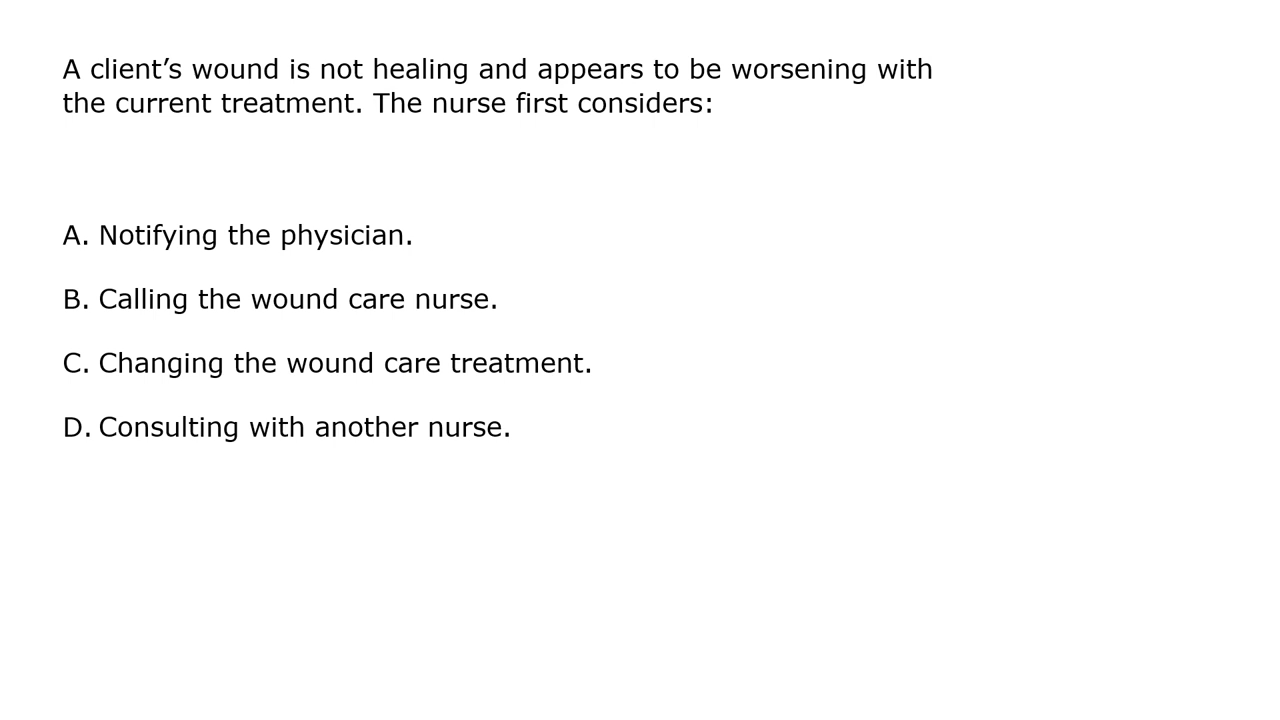 A client’s wound is not healing and appears to be worsening with
the current treatment. The nurse first considers:
A. Notifying the physician.
B. Calling the wound care nurse.
C. Changing the wound care treatment.
D. Consulting with another nurse.